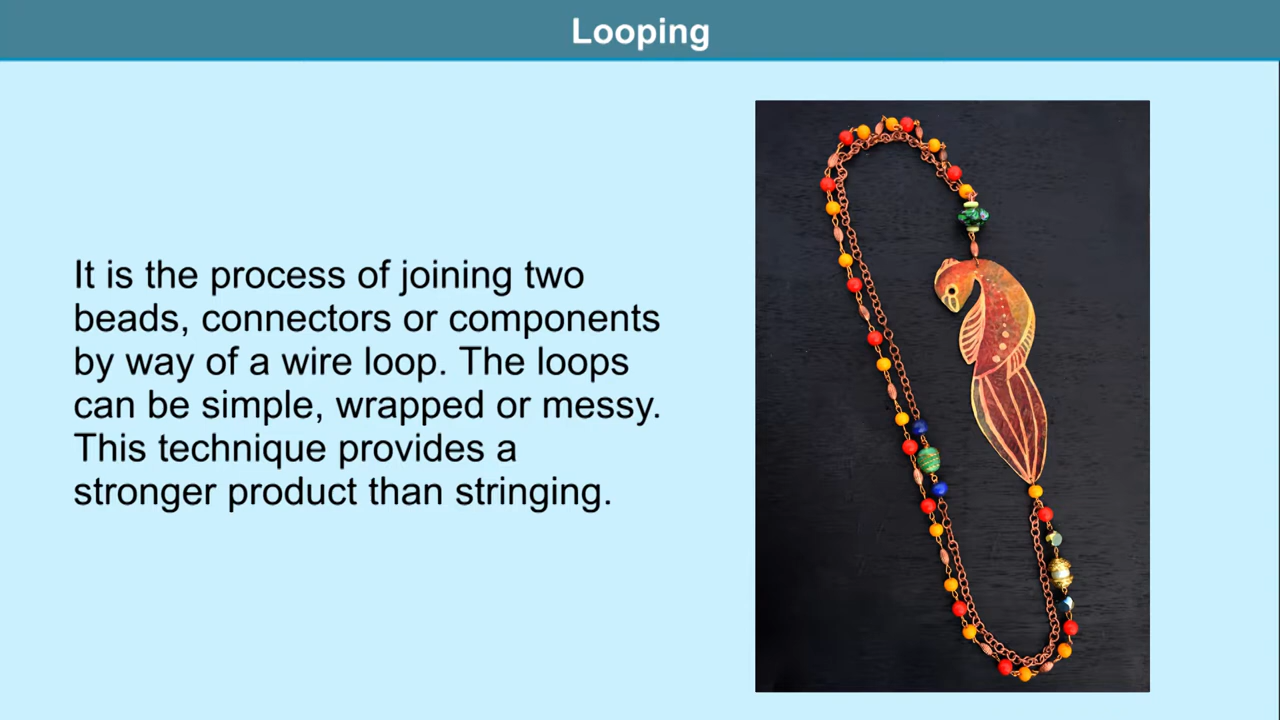 Looping
It is the process of joining two
beads, connectors or components
by way of a wire loop. The loops
can be simple, wrapped or messy.
This technique provides a
stronger product than stringing.